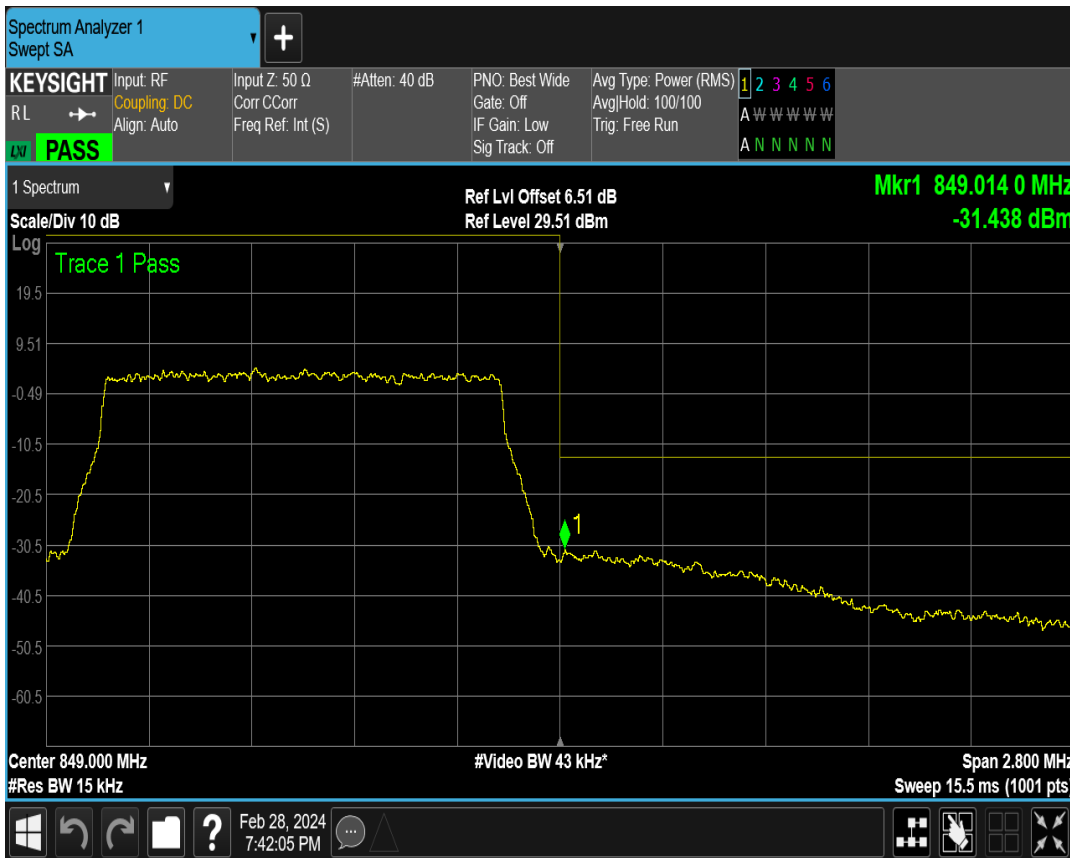 Spectrum Analyzer 1
Swept SA
KEYSIGHT
RL
LXI PASS
Input: RF
Coupling: DC
Align: Auto
Input Z: 50 Ω
Corr CCorr
Freq Ref: Int (S)
#Atten: 40 dB
PNO: Best Wide
Gate: Off
IF Gain: Low
Sig Track: Off
Avg Type: Power (RMS)
Avg|Hold: 100/100
Trig: Free Run
1 2 3 4 5 6
A W W W W W
A N N N N N
1 Spectrum
Scale/Div 10 dB
Ref Lvl Offset 6.51 dB
Ref Level 29.51 dBm
Mkr1 849.014 0 MHz
-31.438 dBm
Log
Trace 1 Pass
19.5
9.51
-0.49
-10.5
-20.5
-30.5
-40.5
-50.5
-60.5
1
Center 849.000 MHz
#Res BW 15 kHz
#Video BW 43 kHz*
Span 2.800 MHz
Sweep 15.5 ms (1001 pts)
?
Feb 28, 2024
7:42:05 PM